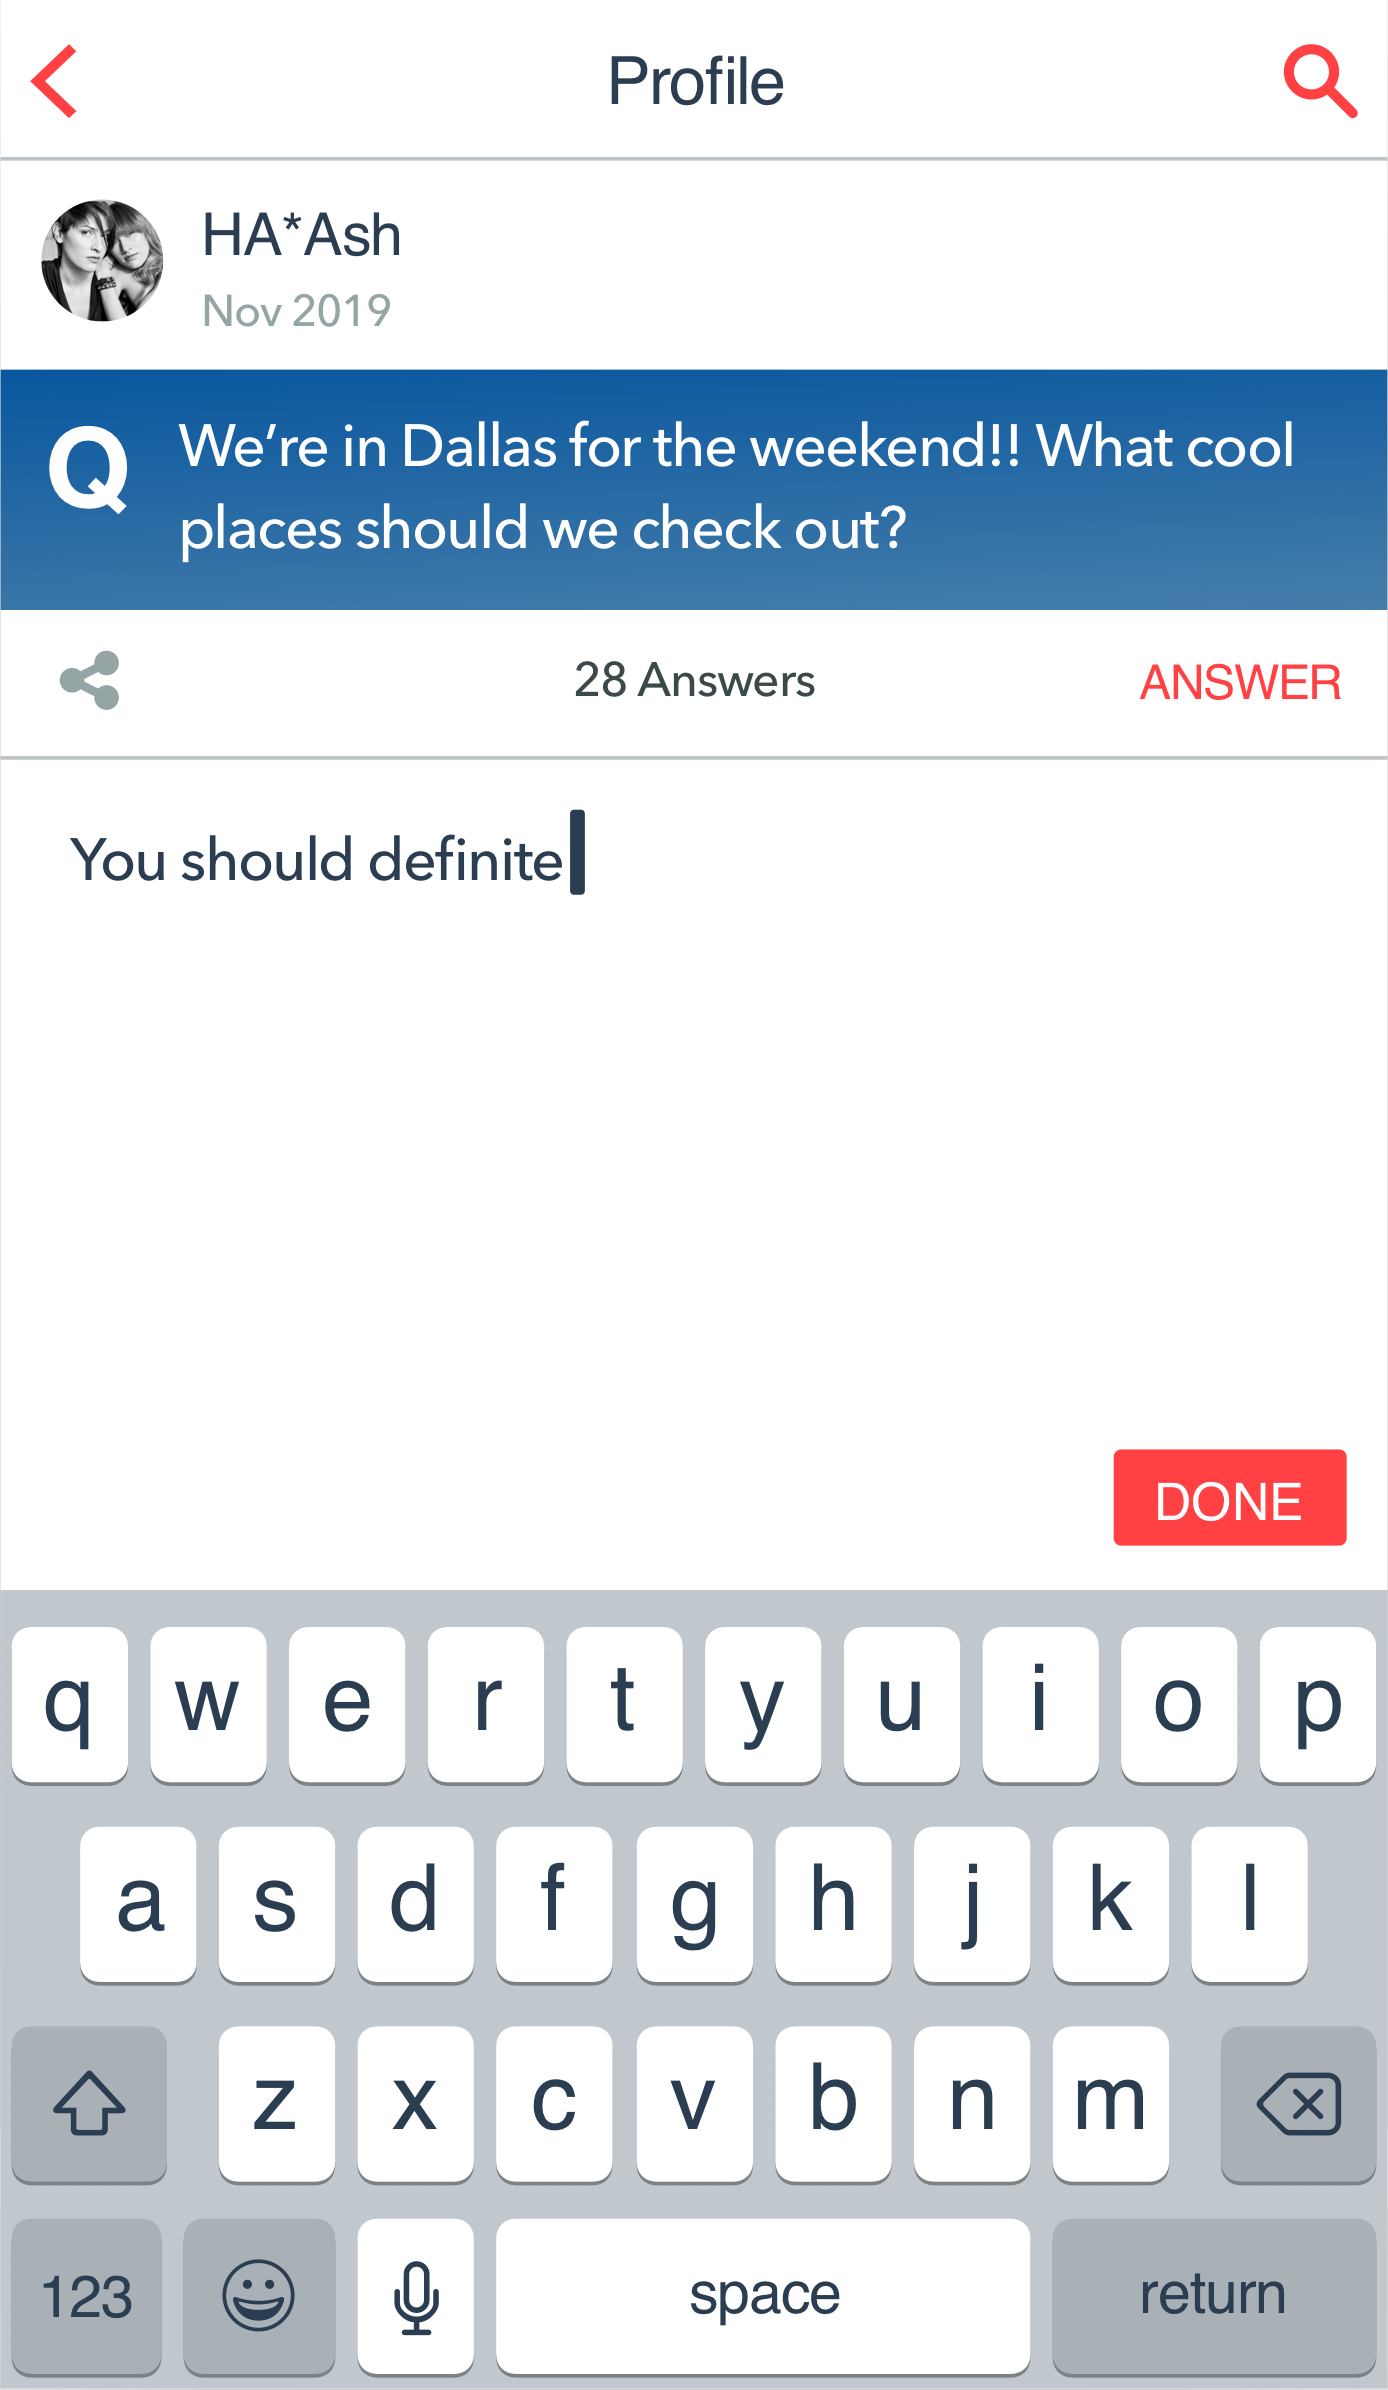 Profile
HA*Ash
Nov 2019
Q
We’re in Dallas for the weekend!! What cool
places should we check out?
28 Answers
ANSWER
You should definite
DONE
q w e r t y u i o p
a s d f g h j k l
z x c v b n m
123 space return